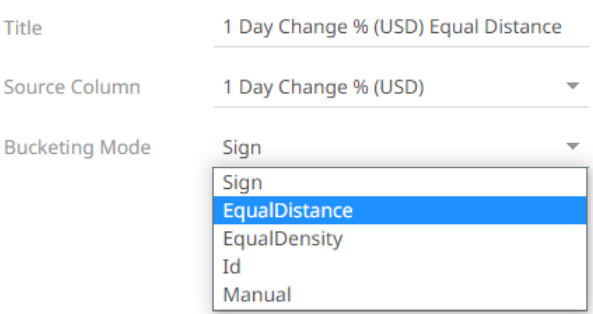 Title 1 Day Change % (USD) Equal Distance
Source Column 1 Day Change % (USD)
Bucketing Mode Sign
Sign
EqualDistance
EqualDensity
Id
Manual